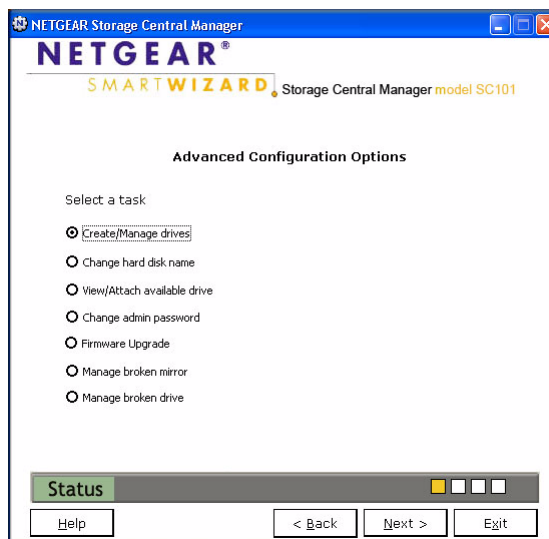 NETGEAR Storage Central Manager
NETGEAR®
SMARTWIZARD Storage Central Manager model SC101
Advanced Configuration Options
Select a task
Create/Manage drives
Change hard disk name
View/Attach available drive
Change admin password
Firmware Upgrade
Manage broken mirror
Manage broken drive
Status
Help < Back Next > Exit